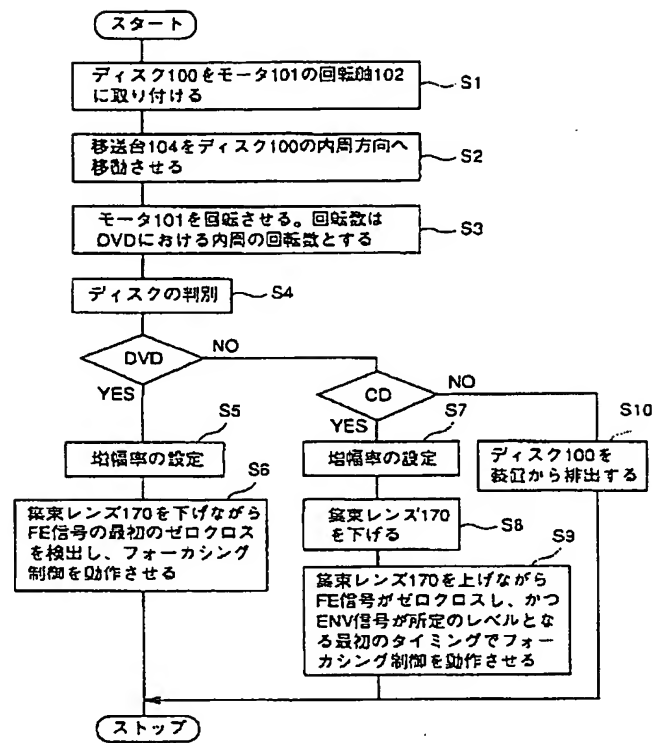 スタート
ディスク100をモータ101の回転軸102
に取り付ける
S1
移送台104をディスク100の内周方向へ
移動させる
S2
モータ101を回転させる。回転数は
DVDにおける内周の回転数とする
S3
ディスクの判別
S4
DVD
NO
YES
CD
NO
YES
S5
増幅率の設定
S7
増幅率の設定
S10
ディスク100を
装置から排出する
S6
集束レンズ170を下げながら
FE信号の最初のゼロクロス
を検出し、フォーカシング
制御を動作させる
集束レンズ170
を下げる
S8
S9
集束レンズ170を上げながら
FE信号がゼロクロスし、かつ
ENV信号が所定のレベルとな
る最初のタイミングでフォー
カシング制御を動作させる
ストップ